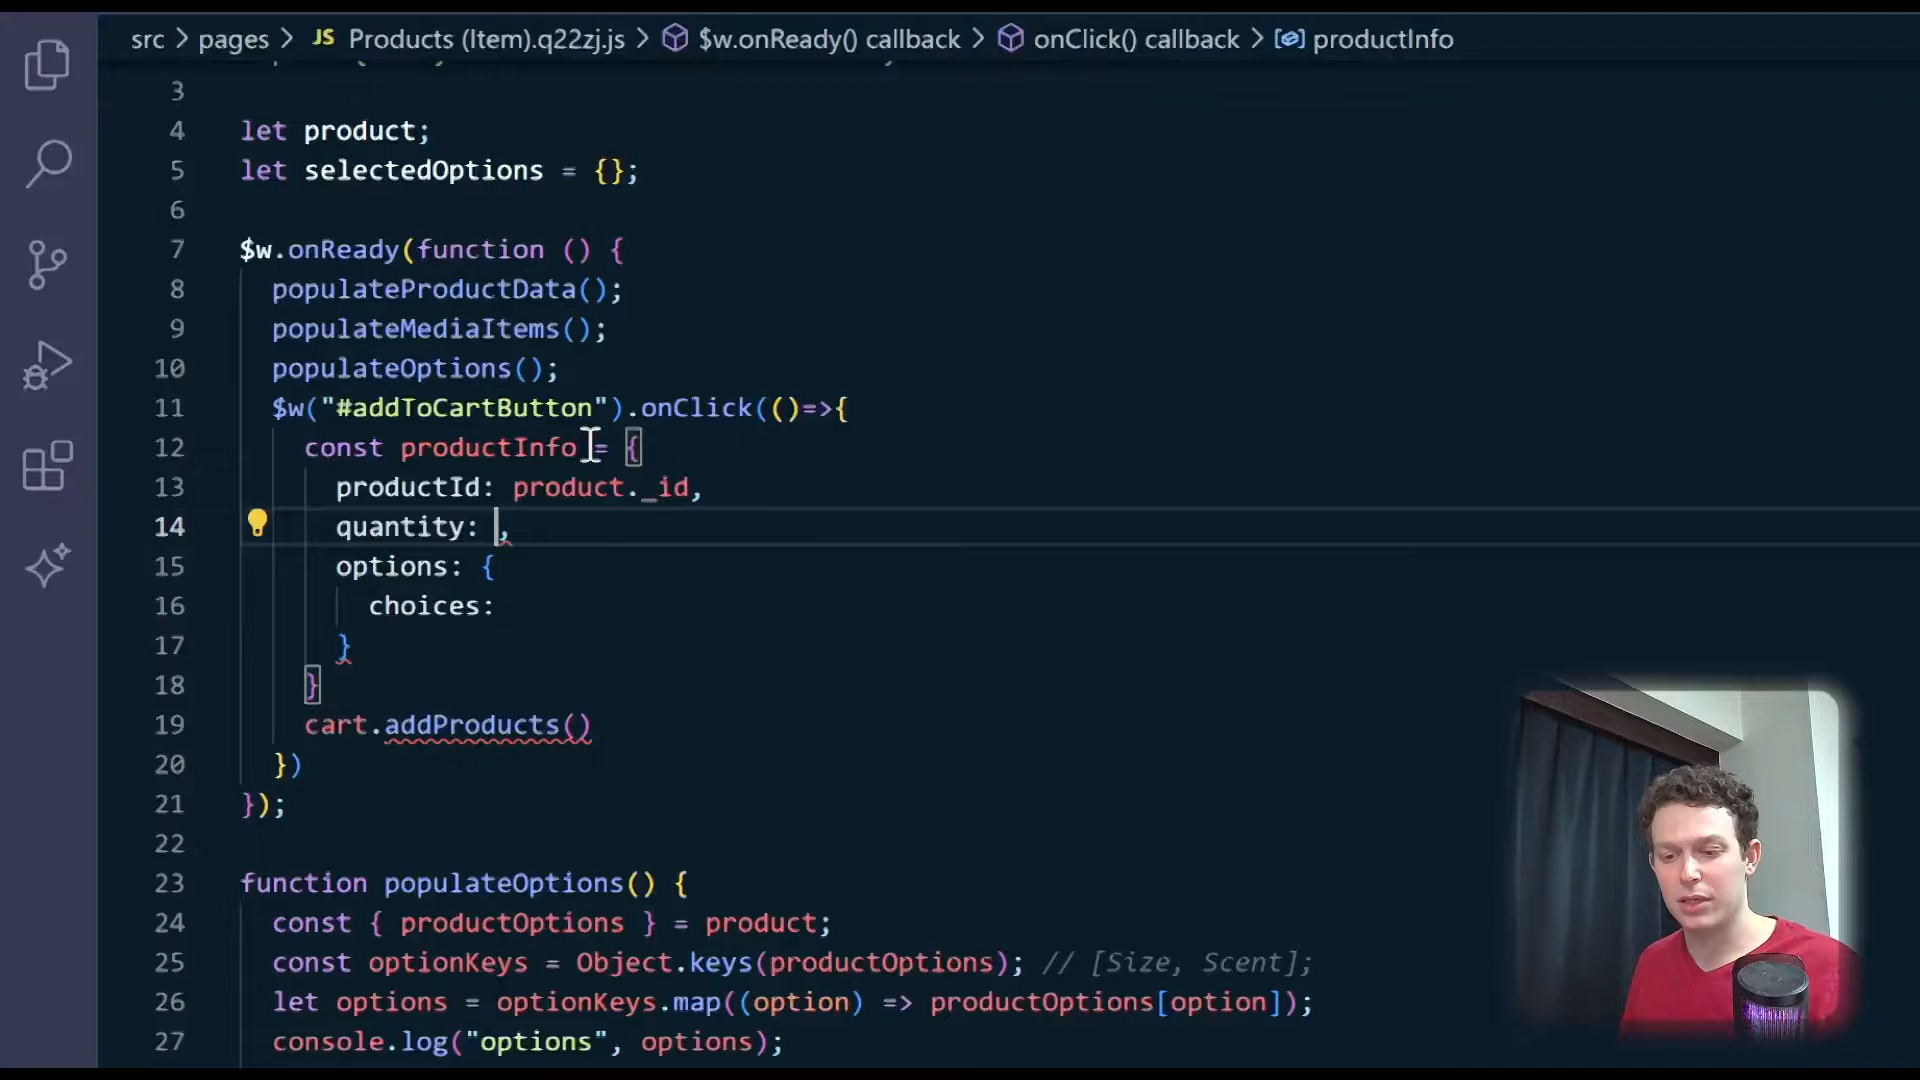 src > pages > JS Products (Item).q22zj.js > $w.onReady() callback > onClick() callback > productInfo
3
4 let product;
5 let selectedOptions = {};
6
7 $w.onReady(function () {
8 populateProductData();
9 populateMediaItems();
10 populateOptions();
11 $w("#addToCartButton").onClick(()=>{
12 const productInfo = {
13 productId: product._id,
14 quantity: ,
15 options: {
16 choices:
17 }
18 }
19 cart.addProducts()
20 })
21 });
22
23 function populateOptions() {
24 const { productOptions } = product;
25 const optionKeys = Object.keys(productOptions); // [Size, Scent];
26 let options = optionKeys.map((option) => productOptions[option]);
27 console.log("options", options);